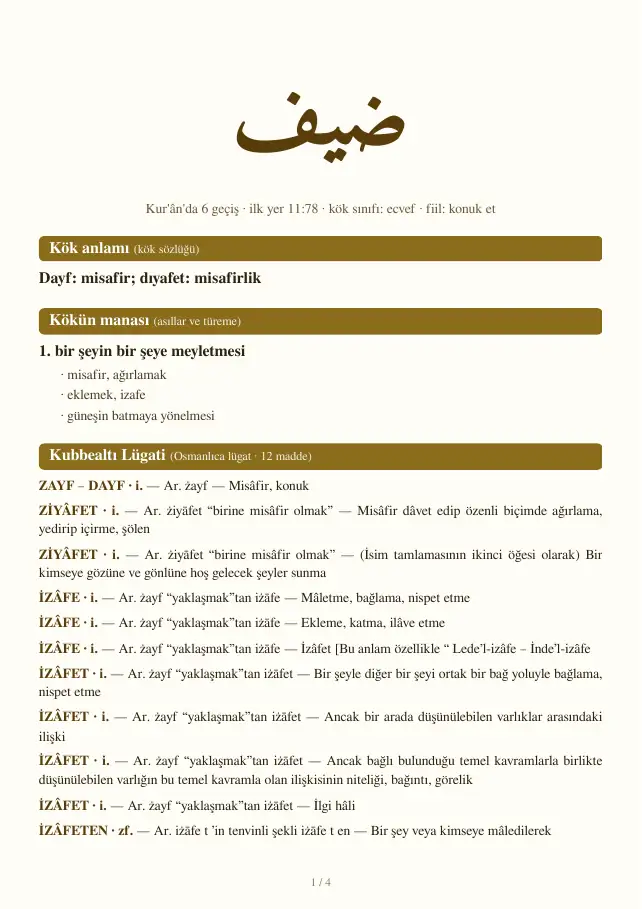 ضيف
Kur'ân'da 6 geçiş · ilk yer 11:78 · kök sınıfı: ecvef · fiil: konuk et
Kök anlamı (kök sözlüğü)
Dayf: misafir; dıyafet: misafirlik
Kökün manası (asıllar ve türeme)
1. bir şeyin bir şeye meyletmesi
· misafir, ağırlamak
· eklemek, izafe
· güneşin batmaya yönelmesi
Kubbealtı Lügati (Osmanlıca lügat · 12 madde)
ZAYF – DAYF · i. — Ar. żayf — Misâfir, konuk
ZİYÂFET · i. — Ar. żiyāfet “birine misâfir olmak” — Misâfir dâvet edip özenli biçimde ağırlama,
yedirip içirme, şölen
ZİYÂFET · i. — Ar. żiyāfet “birine misâfir olmak” — (İsim tamlamasının ikinci öğesi olarak) Bir
kimseye gözüne ve gönlüne hoş gelecek şeyler sunma
İZÂFE · i. — Ar. żayf “yaklaşmak”tan iżāfe — Mâletme, bağlama, nispet etme
İZÂFE · i. — Ar. żayf “yaklaşmak”tan iżāfe — Ekleme, katma, ilâve etme
İZÂFE · i. — Ar. żayf “yaklaşmak”tan iżāfe — İzâfet [Bu anlam özellikle “ Lede’l-izâfe – İnde’l-izâfe
İZÂFET · i. — Ar. żayf “yaklaşmak”tan iżāfet — Bir şeyle diğer bir şeyi ortak bir bağ yoluyla bağlama,
nispet etme
İZÂFET · i. — Ar. żayf “yaklaşmak”tan iżāfet — Ancak bir arada düşünülebilen varlıklar arasındaki
ilişki
İZÂFET · i. — Ar. żayf “yaklaşmak”tan iżāfet — Ancak bağlı bulunduğu temel kavramlarla birlikte
düşünülebilen varlığın bu temel kavramla olan ilişkisinin niteliği, bağıntı, görelik
İZÂFET · i. — Ar. żayf “yaklaşmak”tan iżāfet — İlgi hâli
İZÂFETEN · zf. — Ar. iżāfe t ’in tenvinli şekli iżāfe t en — Bir şey veya kimseye mâledilerek
1 / 4